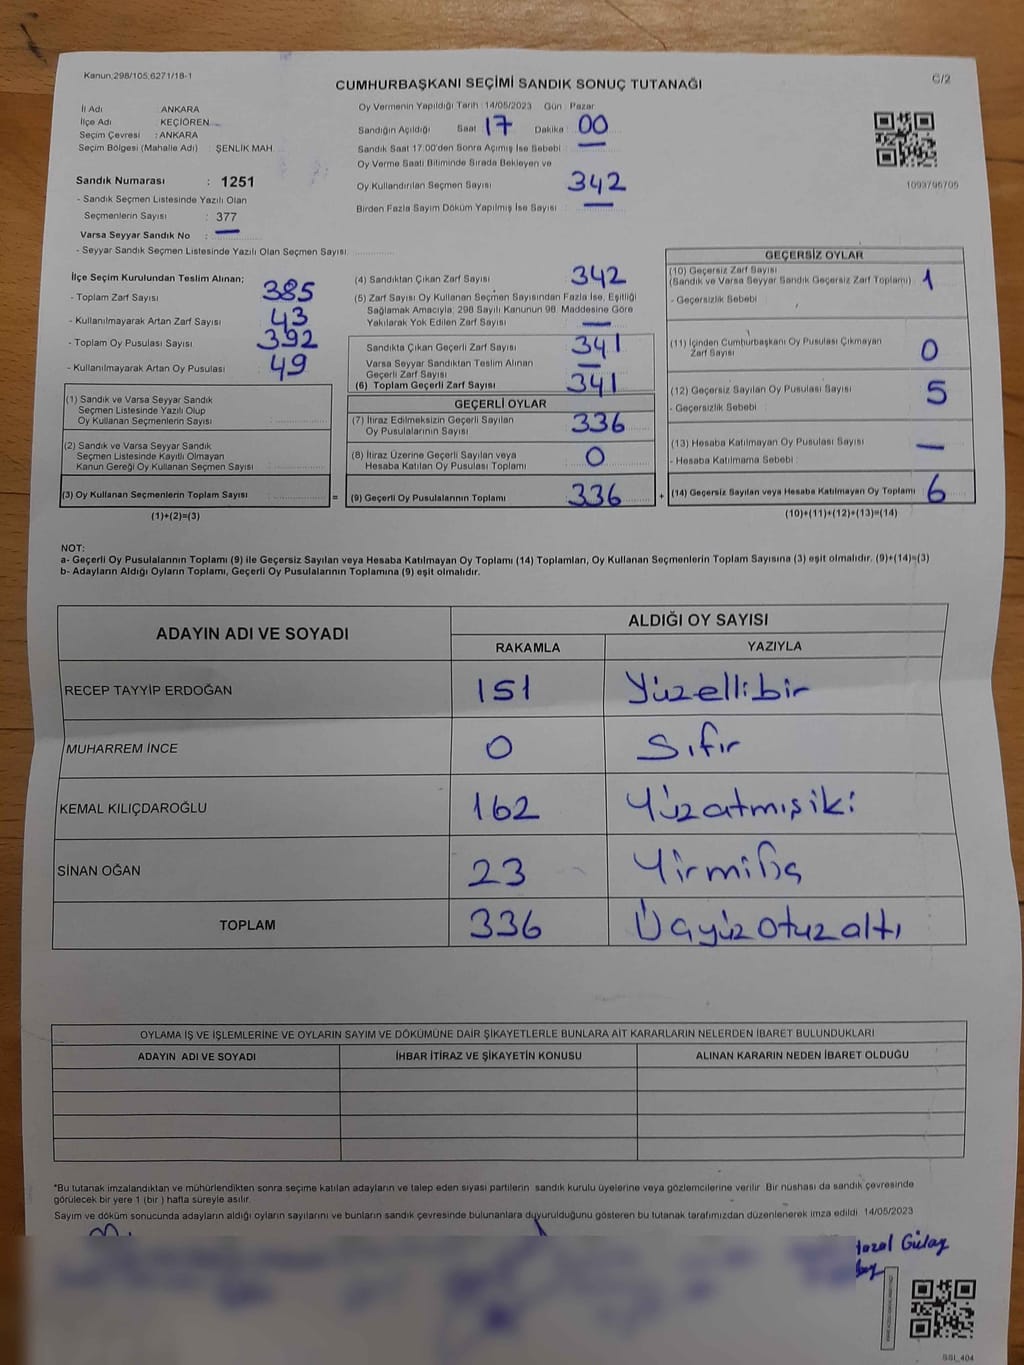 Kanun,298/105,6271/18-1
C/2
CUMHURBAŞKANI SEÇİMİ SANDIK SONUÇ TUTANAĞI
İl Adı : ANKARA
İlçe Adı : KEÇİÖREN
Seçim Çevresi : ANKARA
Seçim Bölgesi (Mahalle Adı) ŞENLİK MAH.
Oy Vermenin Yapıldığı Tarih :14/05/2023 Gün : Pazar
Sandığın Açıldığı Saat 17 Dakika 00
Sandık Saat 17.00'den Sonra Açımış İse Sebebi : —
Oy Verme Saati Bitiminde Sırada Bekleyen ve
Oy Kullandırılan Seçmen Sayısı 342
Birden Fazla Sayım Döküm Yapılmış İse Sayısı : —
1093796705
Sandık Numarası : 1251
- Sandık Seçmen Listesinde Yazılı Olan
Seçmenlerin Sayısı : 377
Varsa Seyyar Sandık No : —
- Seyyar Sandık Seçmen Listesinde Yazılı Olan Seçmen Sayısı
İlçe Seçim Kurulundan Teslim Alınan;
- Toplam Zarf Sayısı 385
- Kullanılmayarak Artan Zarf Sayısı 43
- Toplam Oy Pusulası Sayısı 392
- Kullanılmayarak Artan Oy Pusulası 49
(1) Sandık ve Varsa Seyyar Sandık
Seçmen Listesinde Yazılı Olup
Oy Kullanan Seçmenlerin Sayısı
(2) Sandık ve Varsa Seyyar Sandık
Seçmen Listesinde Kayıtlı Olmayan
Kanun Gereği Oy Kullanan Seçmen Sayısı
(3) Oy Kullanan Seçmenlerin Toplam Sayısı
=
(1)+(2)=(3)
(4) Sandıktan Çıkan Zarf Sayısı 342
(5) Zarf Sayısı Oy Kullanan Seçmen Sayısından Fazla İse, Eşitliği
Sağlamak Amacıyla; 298 Sayılı Kanunun 98. Maddesine Göre
Yakılarak Yok Edilen Zarf Sayısı —
Sandıkta Çıkan Geçerli Zarf Sayısı 341
Varsa Seyyar Sandıktan Teslim Alınan
Geçerli Zarf Sayısı —
(6) Toplam Geçerli Zarf Sayısı 341
GEÇERLİ OYLAR
(7) İtiraz Edilmeksizin Geçerli Sayılan
Oy Pusulalarının Sayısı 336
(8) İtiraz Üzerine Geçerli Sayılan veya
Hesaba Katılan Oy Pusulası Toplamı 0
(9) Geçerli Oy Pusulalarının Toplamı 336
+
GEÇERSİZ OYLAR
(10) Geçersiz Zarf Sayısı
(Sandık ve Varsa Seyyar Sandık Geçersiz Zarf Toplamı) 1
- Geçersizlik Sebebi
(11) İçinden Cumhurbaşkanı Oy Pusulası Çıkmayan
Zarf Sayısı 0
(12) Geçersiz Sayılan Oy Pusulası Sayısı 5
- Geçersizlik Sebebi
(13) Hesaba Katılmayan Oy Pusulası Sayısı —
- Hesaba Katılmama Sebebi :
(14) Geçersiz Sayılan veya Hesaba Katılmayan Oy Toplamı 6
(10)+(11)+(12)+(13)=(14)
NOT:
a- Geçerli Oy Pusulalarının Toplamı (9) ile Geçersiz Sayılan veya Hesaba Katılmayan Oy Toplamı (14) Toplamları, Oy Kullanan Seçmenlerin Toplam Sayısına (3) eşit olmalıdır. (9)+(14)=(3)
b- Adayların Aldığı Oyların Toplamı, Geçerli Oy Pusulalarının Toplamına (9) eşit olmalıdır.
ADAYIN ADI VE SOYADI
ALDIĞI OY SAYISI
RAKAMLA YAZIYLA
RECEP TAYYİP ERDOĞAN 151 Yüzellibir
MUHARREM İNCE 0 Sıfır
KEMAL KILIÇDAROĞLU 162 Yüzatmışiki
SİNAN OĞAN 23 Yirmiüç
TOPLAM 336 Üçyüzotuzaltı
OYLAMA İŞ VE İŞLEMLERİNE VE OYLARIN SAYIM VE DÖKÜMÜNE DAİR ŞİKAYETLERLE BUNLARA AİT KARARLARIN NELERDEN İBARET BULUNDUKLARI
ADAYIN ADI VE SOYADI İHBAR İTİRAZ VE ŞİKAYETİN KONUSU ALINAN KARARIN NEDEN İBARET OLDUĞU
*Bu tutanak imzalandıktan ve mühürlendikten sonra seçime katılan adayların ve talep eden siyasi partilerin sandık kurulu üyelerine veya gözlemcilerine verilir. Bir nüshası da sandık çevresinde
görülecek bir yere 1 (bir ) hafta süreyle asılır.
Sayım ve döküm sonucunda adayların aldığı oyların sayılarını ve bunların sandık çevresinde bulunanlara duyurulduğunu gösteren bu tutanak tarafımızdan düzenlenerek imza edildi. 14/05/2023
SSI_404